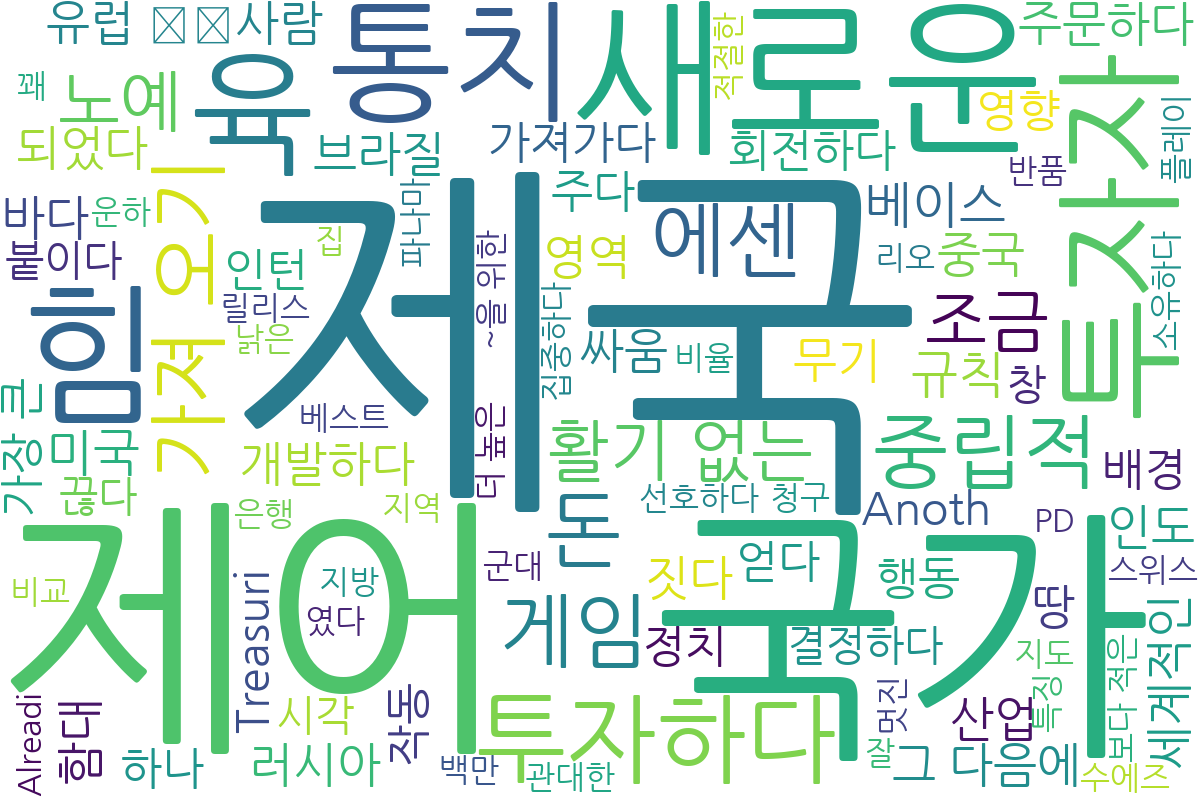 유럽
사람
통치
새로운
주문하다
적절한
꽤
노예
육
투자자
영향
플레이
되었다
브라질
가져가다
회전하다
반품
가져 오기
제국
주다
베이스
바다
운하
파나마
붙이다
인턴
집
~을 위한
영역
에센
리오
중국
소유하다
릴리스
힘
낡은
집중하다
싸움
비율
무기
조금
규칙
창
가장 큰
미국
베스트
더 높은
활기 없는
중립적
배경
개발하다
끊다
은행
지역
돈
선호하다
청구
Anoth
PD
인도
제어
국가
군대
짓다
얻다
행동
스위스
비교
지방
였다
Treasuri
게임
정치
결정하다
땅
지도
세계적인
보다 적은
특징
멋진
산업
Alreadi
함대
시각
작동
투자하다
하나
러시아
백만
관대한
잘
그 다음에
수에즈